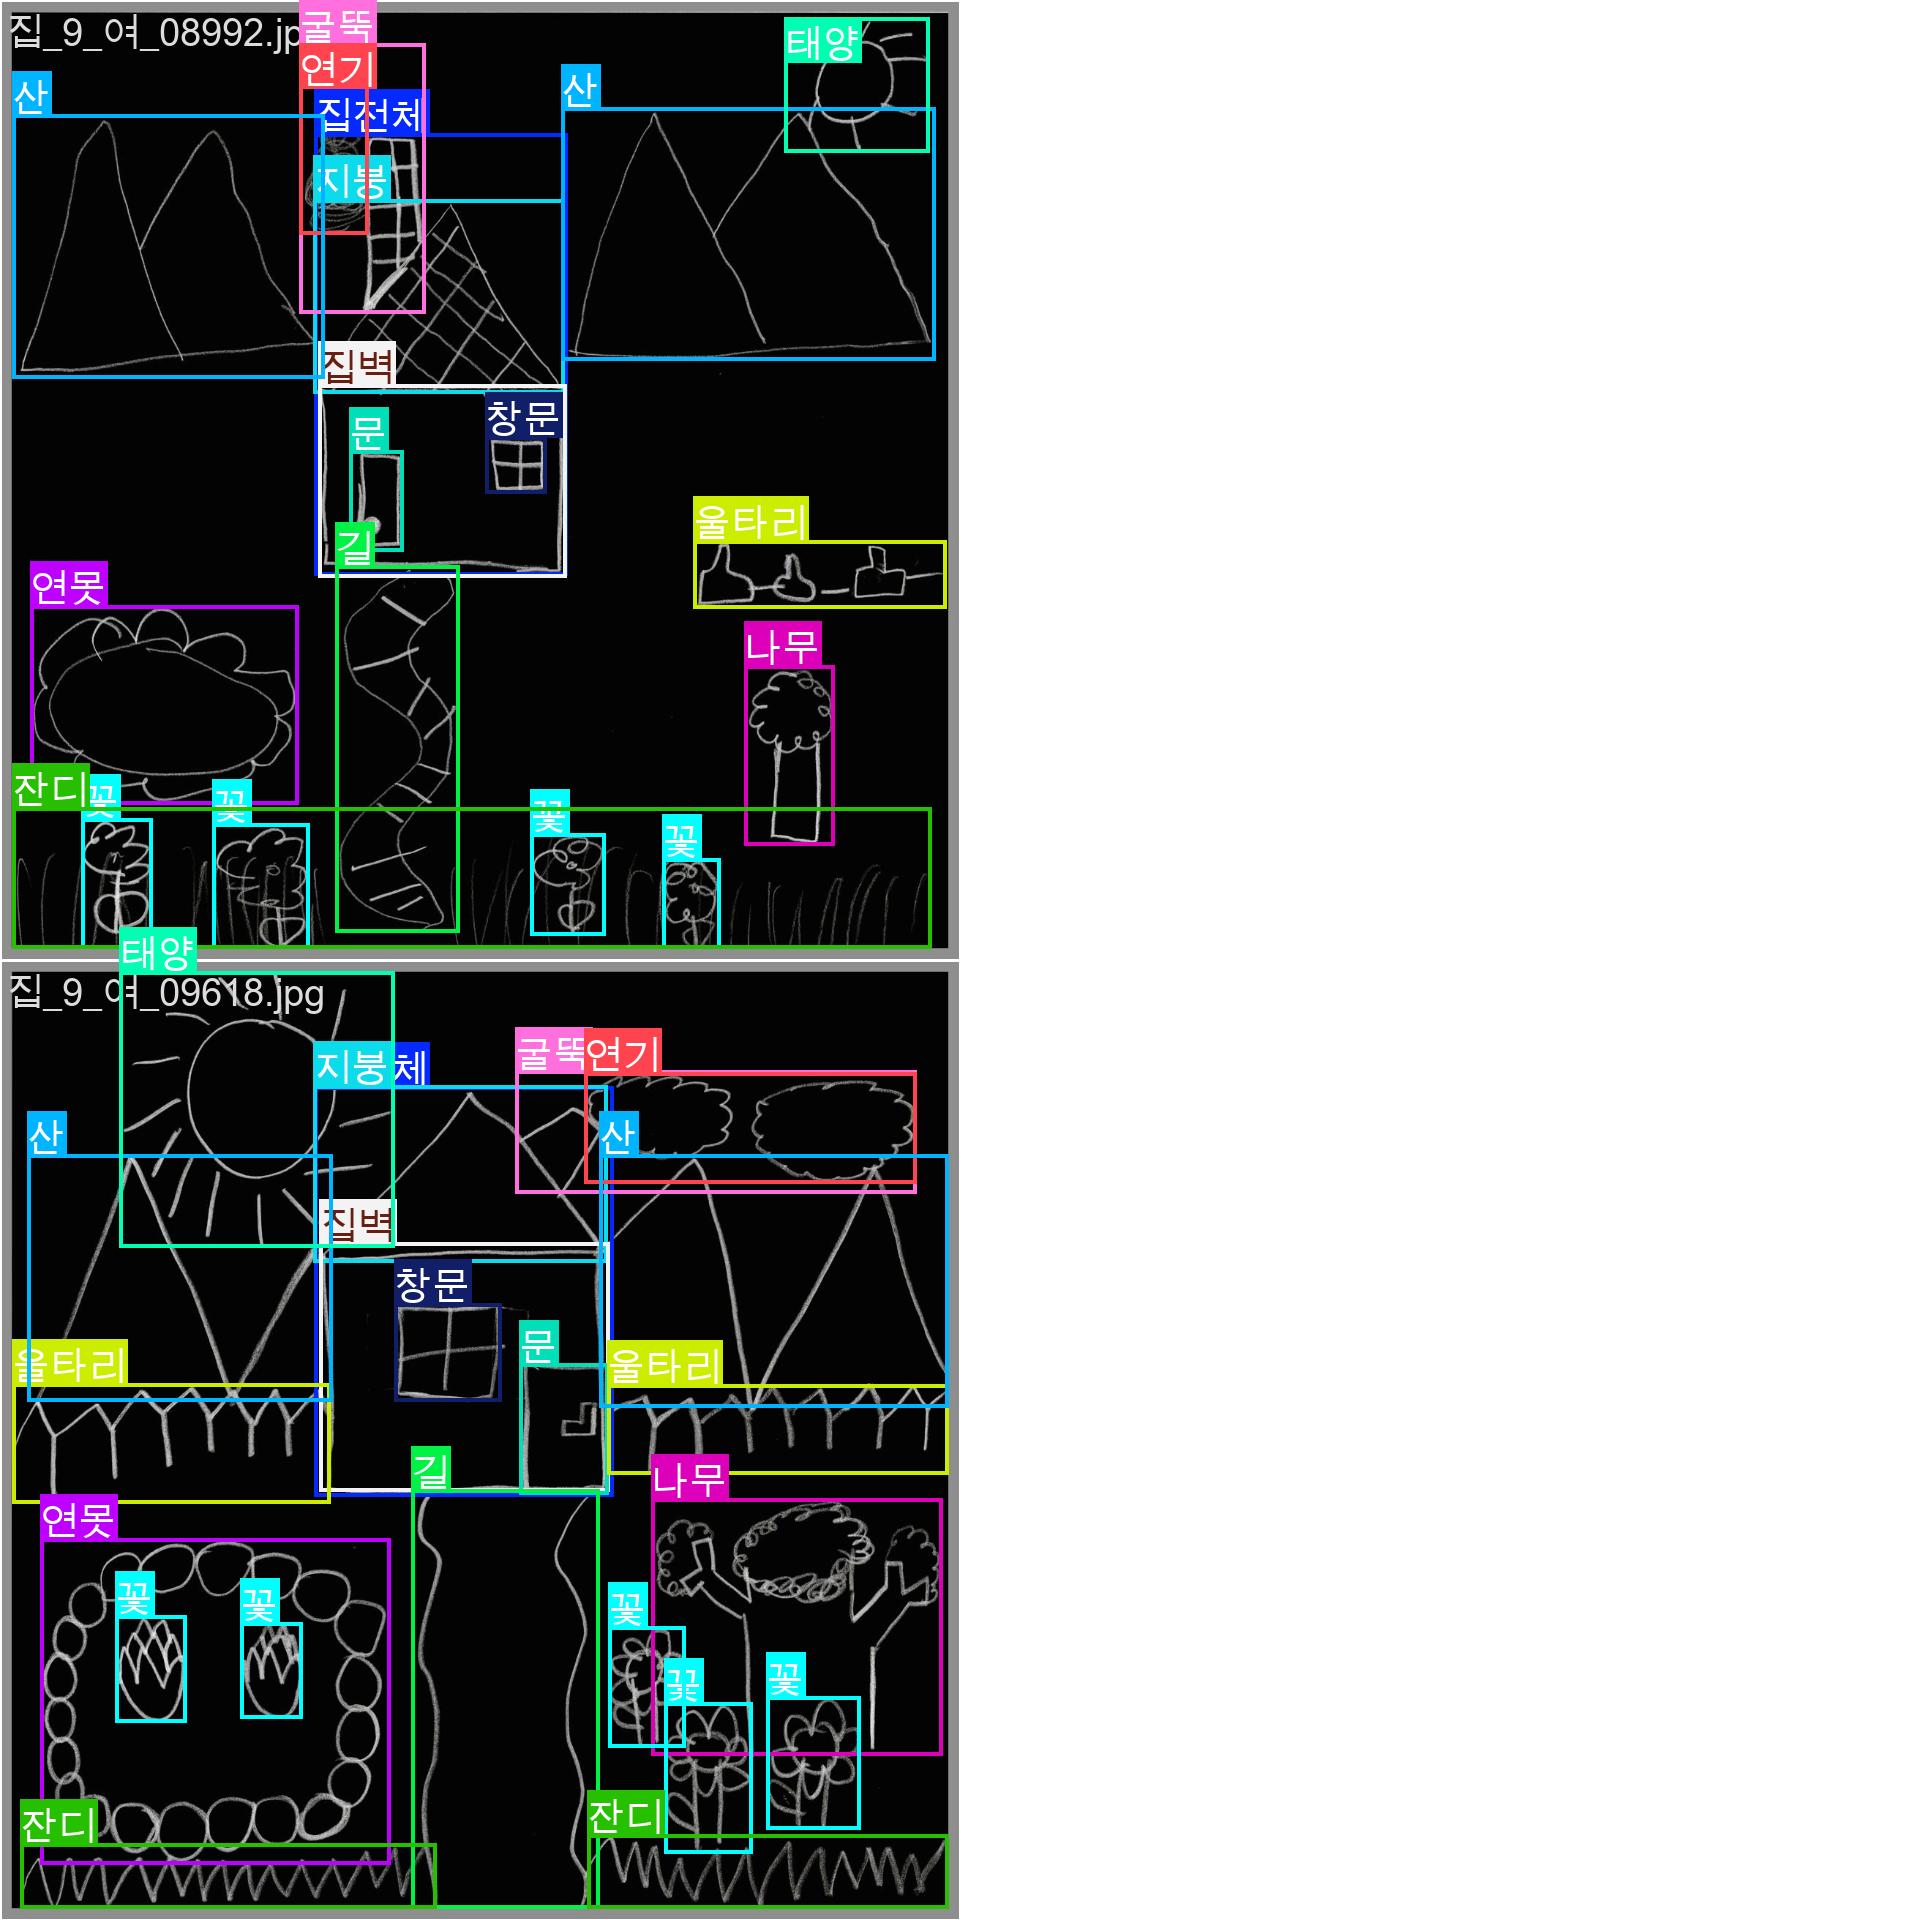 집_9_여_08992.jp
굴뚝
연기
태양
산
산
집전체
지붕
집벽
창문
문
울타리
길
연못
나무
잔디
꽃
꽃
꽃
꽃
태양
집_9_여_09618.jpg
굴뚝
연기
지붕
체
산
산
집벽
창문
문
울타리
울타리
길
나무
연못
꽃
꽃
꽃
꽃
꽃
잔디
잔디